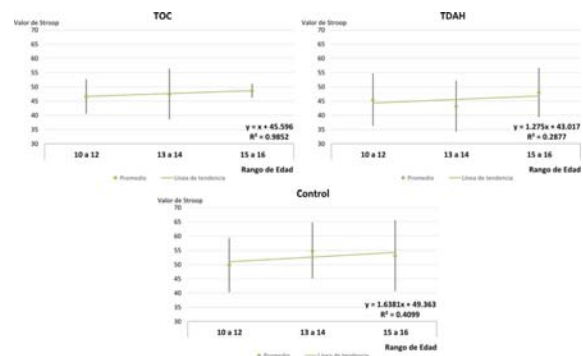 TOC
Valor de Stroop
70
65
60
55
50
45
40
35
30
10 a 12
13 a 14
15 a 16
y = x + 45.596
R² = 0.9852
Rango de Edad
Promedio
Línea de tendencia
TDAH
Valor de Stroop
70
65
60
55
50
45
40
35
30
10 a 12
13 a 14
15 a 16
y = 1.275x + 43.017
R² = 0.2877
Rango de Edad
Promedio
Línea de tendencia
Control
Valor de Stroop
70
65
60
55
50
45
40
35
30
10 a 12
13 a 14
15 a 16
y = 1.6381x + 49.363
R² = 0.4099
Rango de Edad
Promedio
Línea de tendencia